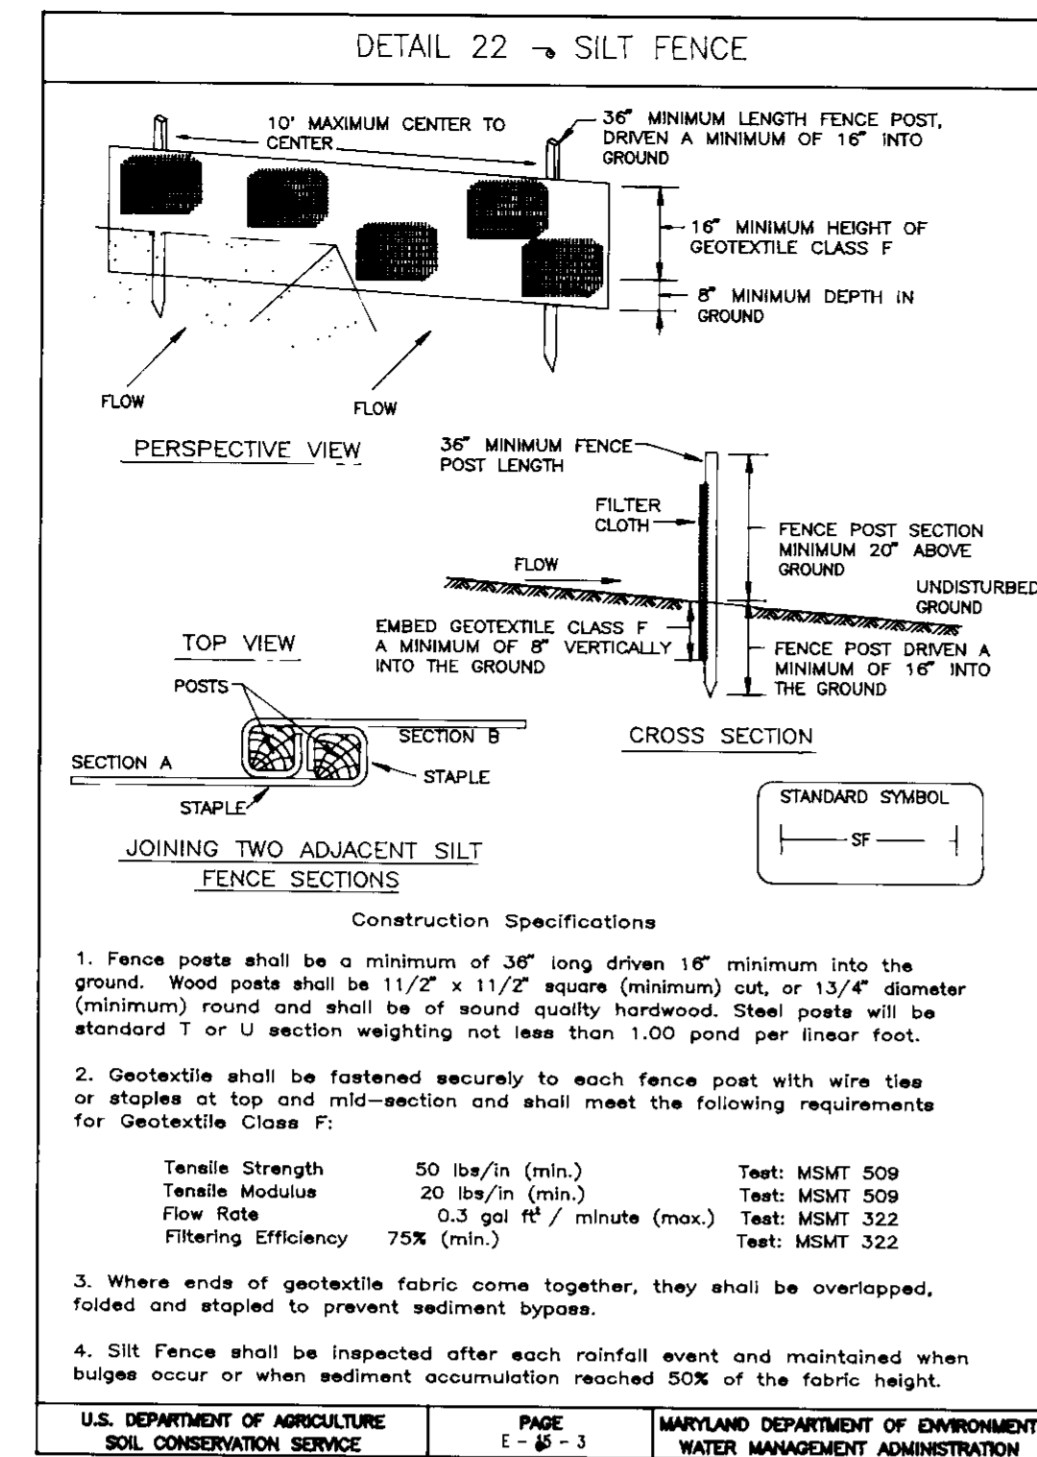 DETAIL 22 - SILT FENCE
10' MAXIMUM CENTER TO
CENTER
36" MINIMUM LENGTH FENCE POST,
DRIVEN A MINIMUM OF 16" INTO
GROUND
16" MINIMUM HEIGHT OF
GEOTEXTILE CLASS F
8" MINIMUM DEPTH IN
GROUND
FLOW
FLOW
PERSPECTIVE VIEW
36" MINIMUM FENCE
POST LENGTH
FILTER
CLOTH
FENCE POST SECTION
MINIMUM 20" ABOVE
GROUND
FLOW
UNDISTURBED
GROUND
EMBED GEOTEXTILE CLASS F
A MINIMUM OF 8" VERTICALLY
INTO THE GROUND
FENCE POST DRIVEN A
MINIMUM OF 16" INTO
THE GROUND
CROSS SECTION
TOP VIEW
POSTS
SECTION B
SECTION A
STAPLE
STAPLE
JOINING TWO ADJACENT SILT
FENCE SECTIONS
STANDARD SYMBOL
SF
Construction Specifications
1. Fence posts shall be a minimum of 36" long driven 16" minimum into the
ground. Wood posts shall be 11/2" x 11/2" square (minimum) cut, or 13/4" diameter
(minimum) round and shall be of sound quality hardwood. Steel posts will be
standard T or U section weighting not less than 1.00 pond per linear foot.
2. Geotextile shall be fastened securely to each fence post with wire ties
or staples at top and mid-section and shall meet the following requirements
for Geotextile Class F:
Tensile Strength 50 lbs/in (min.) Test: MSMT 509
Tensile Modulus 20 lbs/in (min.) Test: MSMT 509
Flow Rate 0.3 gal ft² / minute (max.) Test: MSMT 322
Filtering Efficiency 75% (min.) Test: MSMT 322
3. Where ends of geotextile fabric come together, they shall be overlapped,
folded and stapled to prevent sediment bypass.
4. Silt Fence shall be inspected after each rainfall event and maintained when
bulges occur or when sediment accumulation reached 50% of the fabric height.
U.S. DEPARTMENT OF AGRICULTURE
SOIL CONSERVATION SERVICE
PAGE
E - 15 - 3
MARYLAND DEPARTMENT OF ENVIRONMENT
WATER MANAGEMENT ADMINISTRATION